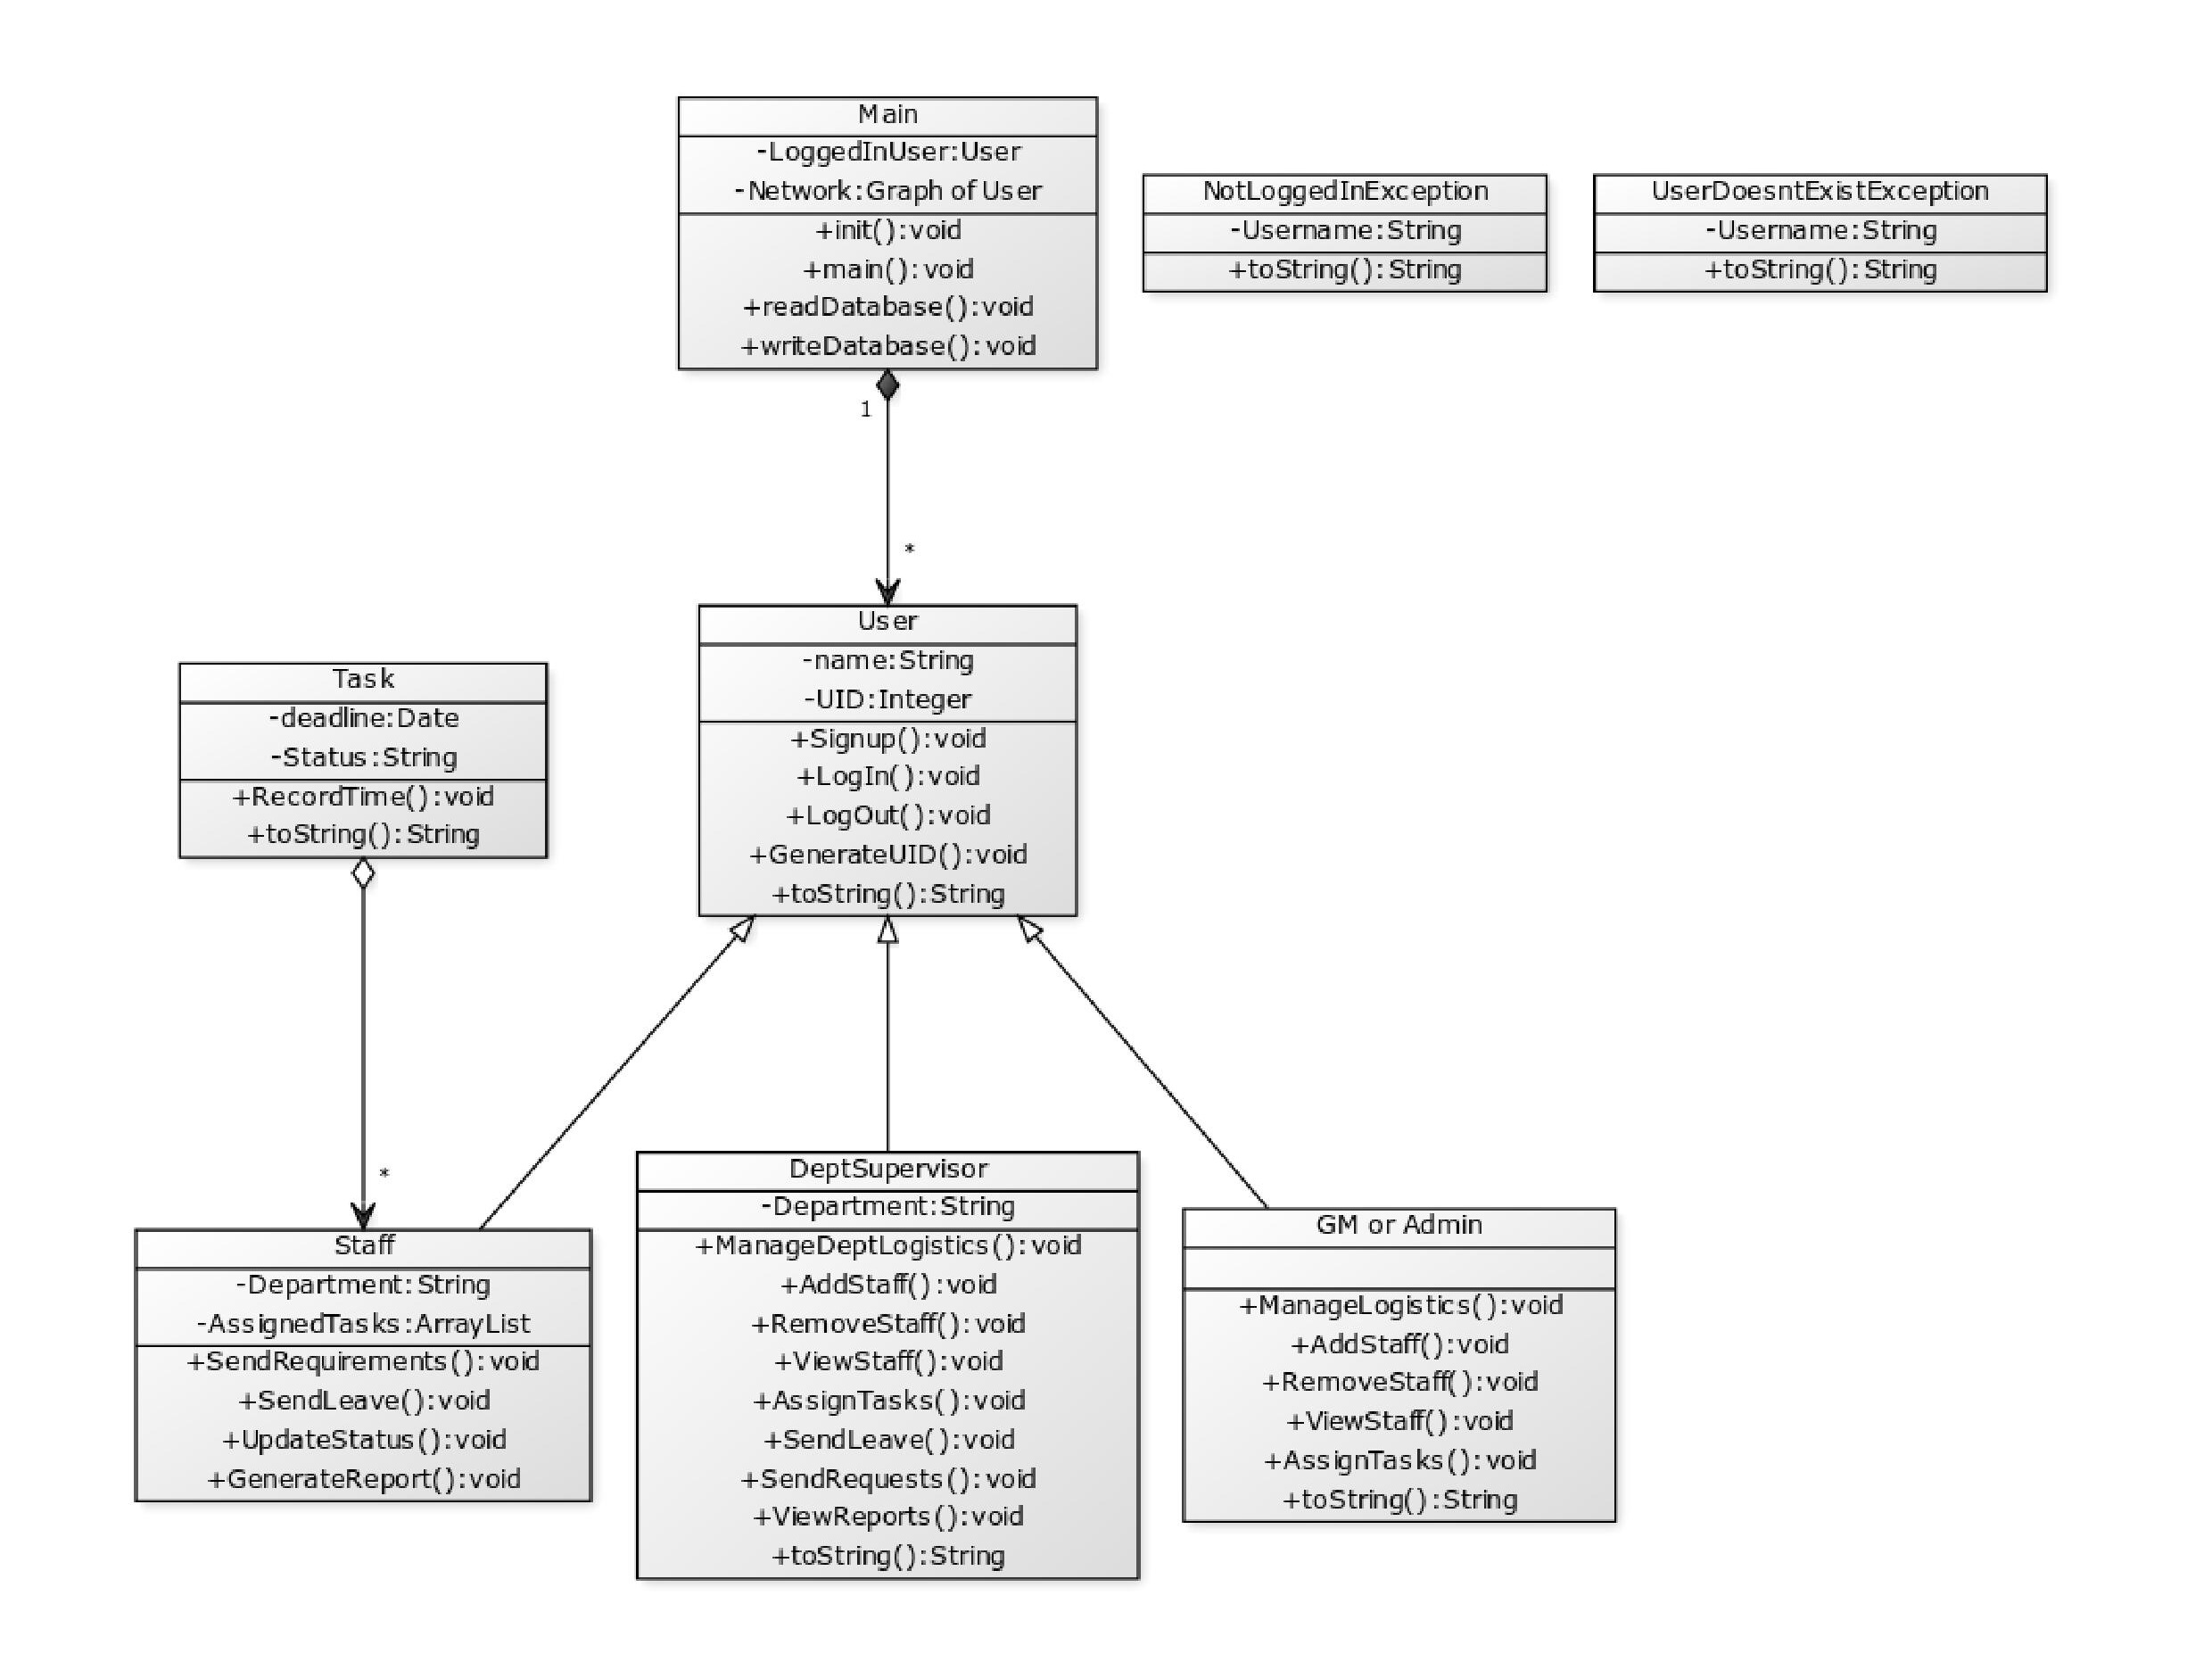 Main
-LoggedInUser:User
-Network:Graph of User
+init():void
+main():void
+readDatabase():void
+writeDatabase():void
1
*
NotLoggedInException
-Username:String
+toString():String
UserDoesntExistException
-Username:String
+toString():String
User
-name:String
-UID:Integer
+Signup():void
+LogIn():void
+LogOut():void
+GenerateUID():void
+toString():String
Task
-deadline:Date
-Status:String
+RecordTime():void
+toString():String
*
Staff
-Department:String
-AssignedTasks:ArrayList
+SendRequirements():void
+SendLeave():void
+UpdateStatus():void
+GenerateReport():void
DeptSupervisor
-Department:String
+ManageDeptLogistics():void
+AddStaff():void
+RemoveStaff():void
+ViewStaff():void
+AssignTasks():void
+SendLeave():void
+SendRequests():void
+ViewReports():void
+toString():String
GM or Admin
+ManageLogistics():void
+AddStaff():void
+RemoveStaff():void
+ViewStaff():void
+AssignTasks():void
+toString():String